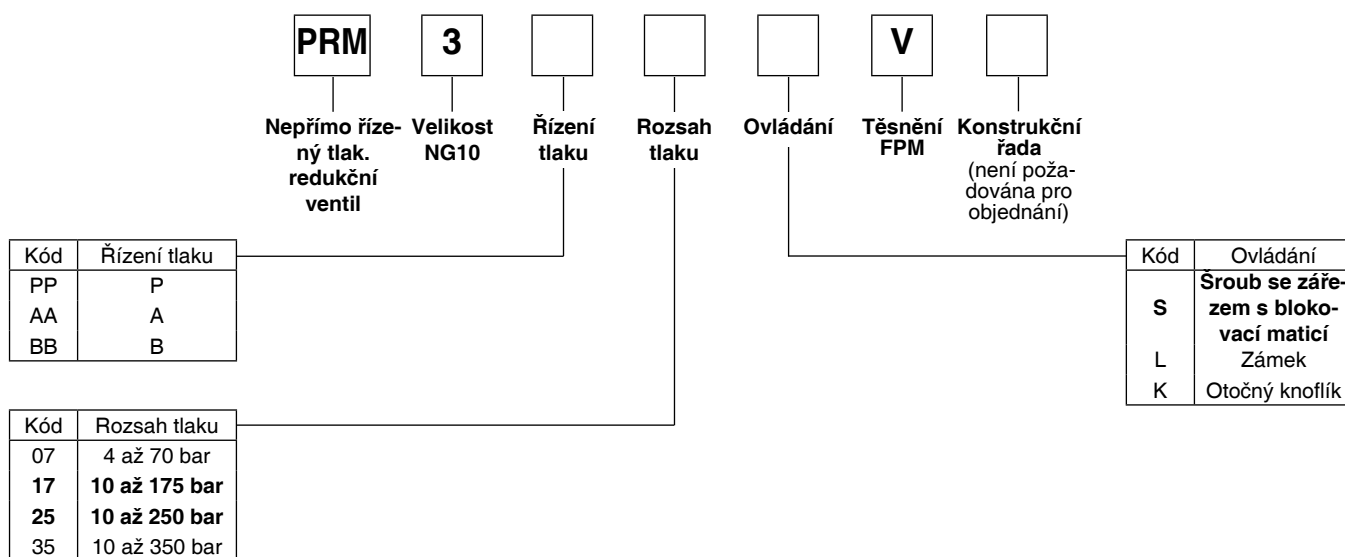 PRM 3 V
Nepřímo říze-
ný tlak.
redukční
ventil
Velikost
NG10
Řízení
tlaku
Rozsah
tlaku
Ovládání
Těsnění
FPM
Konstrukční
řada
(není poža-
dována pro
objednání)
Kód Řízení tlaku
PP P
AA A
BB B
Kód Ovládání
S Šroub se záře-
zem s bloko-
vací maticí
L Zámek
K Otočný knoflík
Kód Rozsah tlaku
07 4 až 70 bar
17 10 až 175 bar
25 10 až 250 bar
35 10 až 350 bar